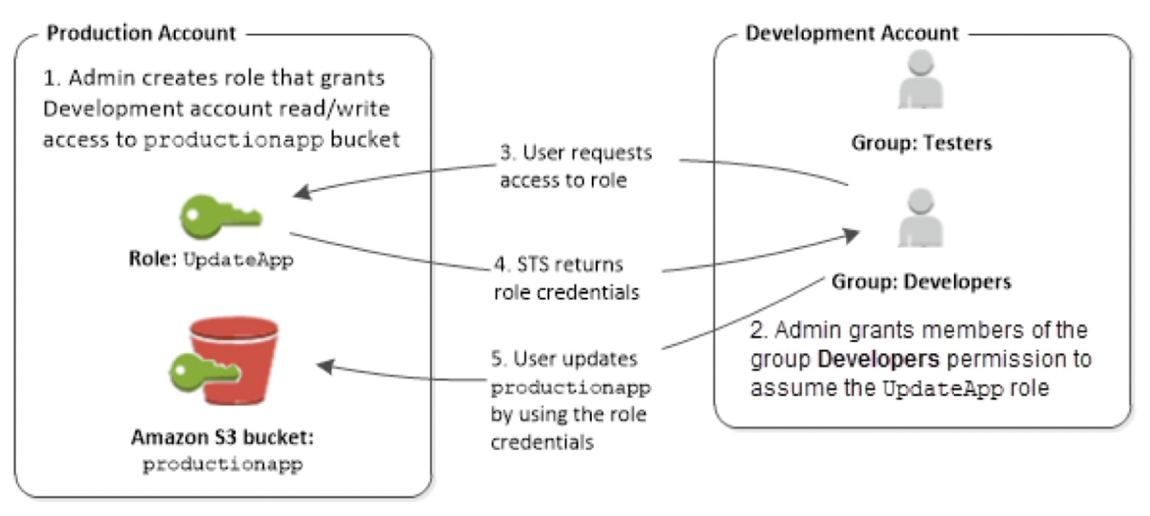 Production Account
1. Admin creates role that grants
Development account read/write
access to productionapp bucket
Role: UpdateApp
Amazon S3 bucket:
productionapp
3. User requests
access to role
4. STS returns
role credentials
5. User updates
productionapp
by using the role
credentials
Development Account
Group: Testers
Group: Developers
2. Admin grants members of the
group Developers permission to
assume the UpdateApp role